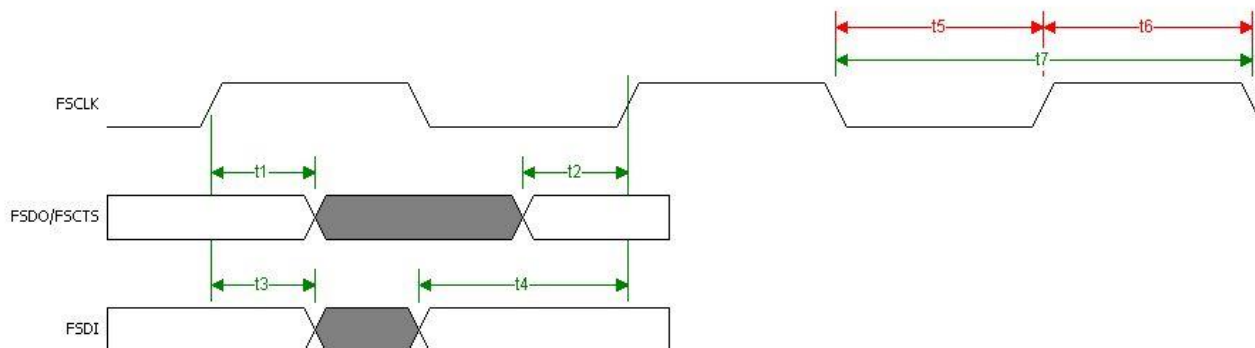 t5 t6
t7
FSCLK
t1 t2
FSDO/FSCTS
t3 t4
FSDI